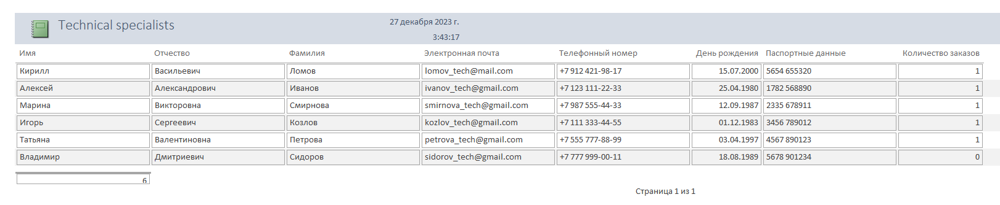 Technical specialists
27 декабря 2023 г.
3:43:17
Имя Отчество Фамилия Электронная почта Телефонный номер День рождения Паспортные данные Количество заказов
Кирилл Васильевич Ломов lomov_tech@mail.com +7 912 421-98-17 15.07.2000 5654 655320 1
Алексей Александрович Иванов ivanov_tech@gmail.com +7 123 111-22-33 25.04.1980 1782 568890 1
Марина Викторовна Смирнова smirnova_tech@gmail.com +7 987 555-44-33 12.09.1987 2335 678911 1
Игорь Сергеевич Козлов kozlov_tech@gmail.com +7 111 333-44-55 01.12.1983 3456 789012 1
Татьяна Валентиновна Петрова petrova_tech@gmail.com +7 555 777-88-99 03.04.1997 4567 890123 1
Владимир Дмитриевич Сидоров sidorov_tech@gmail.com +7 777 999-00-11 18.08.1989 5678 901234 0
6
Страница 1 из 1